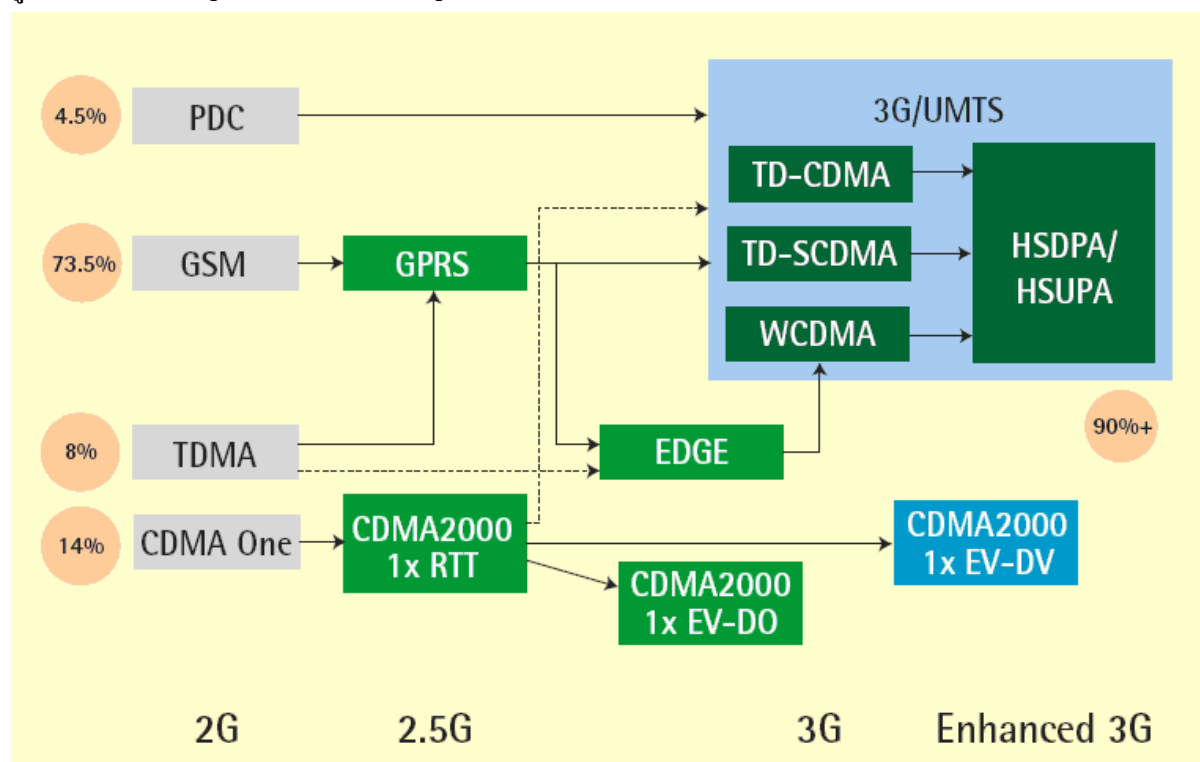 4.5%
PDC
3G/UMTS
TD-CDMA
73.5%
GSM
GPRS
TD-SCDMA
HSDPA/
HSUPA
WCDMA
8%
TDMA
EDGE
90%+
14%
CDMA One
CDMA2000
1x RTT
CDMA2000
1x EV-DV
CDMA2000
1x EV-DO
2G
2.5G
3G
Enhanced 3G